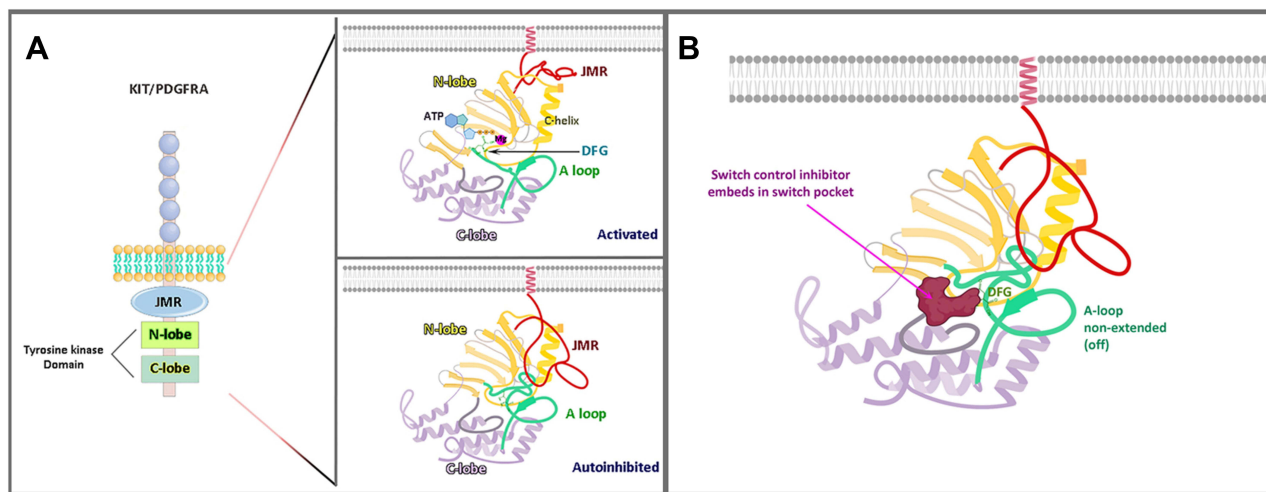 A
KIT/PDGFRA
JMR
N-lobe
Tyrosine kinase
Domain
C-lobe
JMR
N-lobe
ATP
C-helix
Mg
DFG
A loop
C-lobe
Activated
N-lobe
JMR
A loop
C-lobe
Autoinhibited
B
Switch control inhibitor
embeds in switch pocket
DFG
A-loop
non-extended
(off)